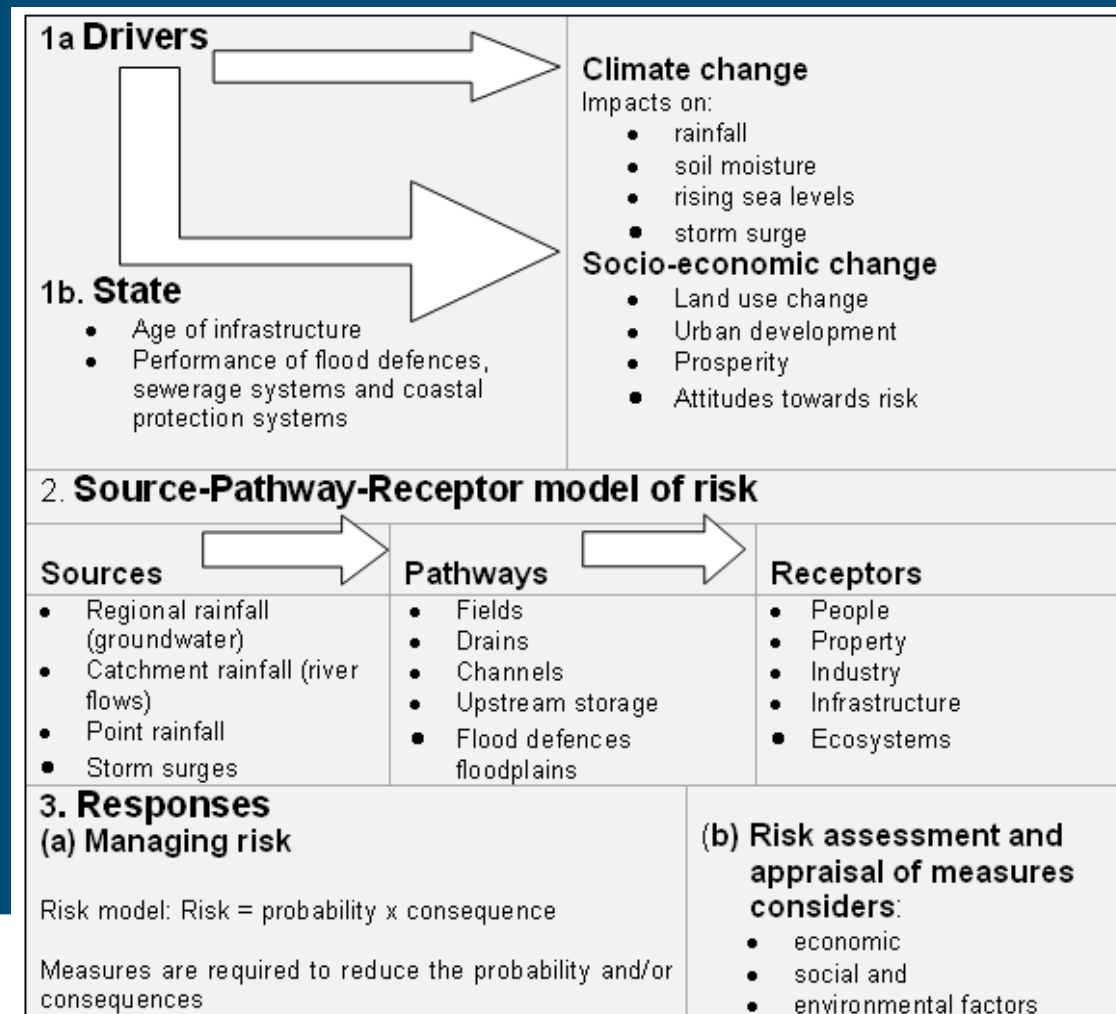 1a Drivers
Climate change
Impacts on:
• rainfall
• soil moisture
• rising sea levels
• storm surge
Socio-economic change
• Land use change
• Urban development
• Prosperity
• Attitudes towards risk
1b. State
• Age of infrastructure
• Performance of flood defences,
sewerage systems and coastal
protection systems
2. Source-Pathway-Receptor model of risk
Sources
• Regional rainfall
(groundwater)
• Catchment rainfall (river
flows)
• Point rainfall
• Storm surges
Pathways
• Fields
• Drains
• Channels
• Upstream storage
• Flood defences
floodplains
Receptors
• People
• Property
• Industry
• Infrastructure
• Ecosystems
3. Responses
(a) Managing risk
Risk model: Risk = probability x consequence
Measures are required to reduce the probability and/or
consequences
(b) Risk assessment and
appraisal of measures
considers:
• economic
• social and
• environmental factors